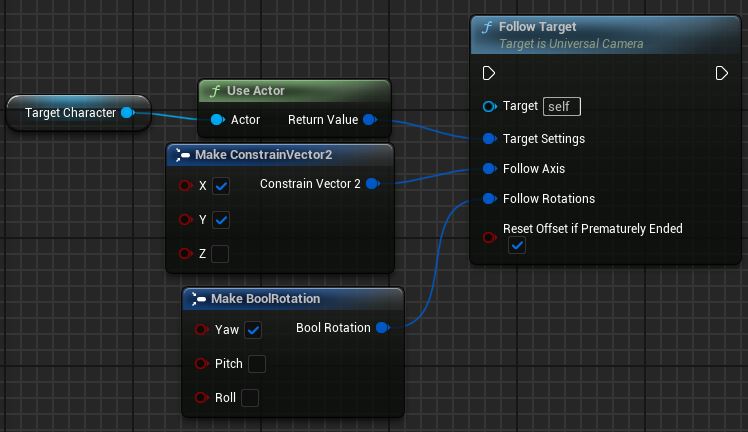 Follow Target
Target is Universal Camera
Target self
Target Settings
Follow Axis
Follow Rotations
Reset Offset if Prematurely Ended
Target Character
Use Actor
Actor Return Value
Make ConstrainVector2
X Constrain Vector 2
Y
Z
Make BoolRotation
Yaw Bool Rotation
Pitch
Roll